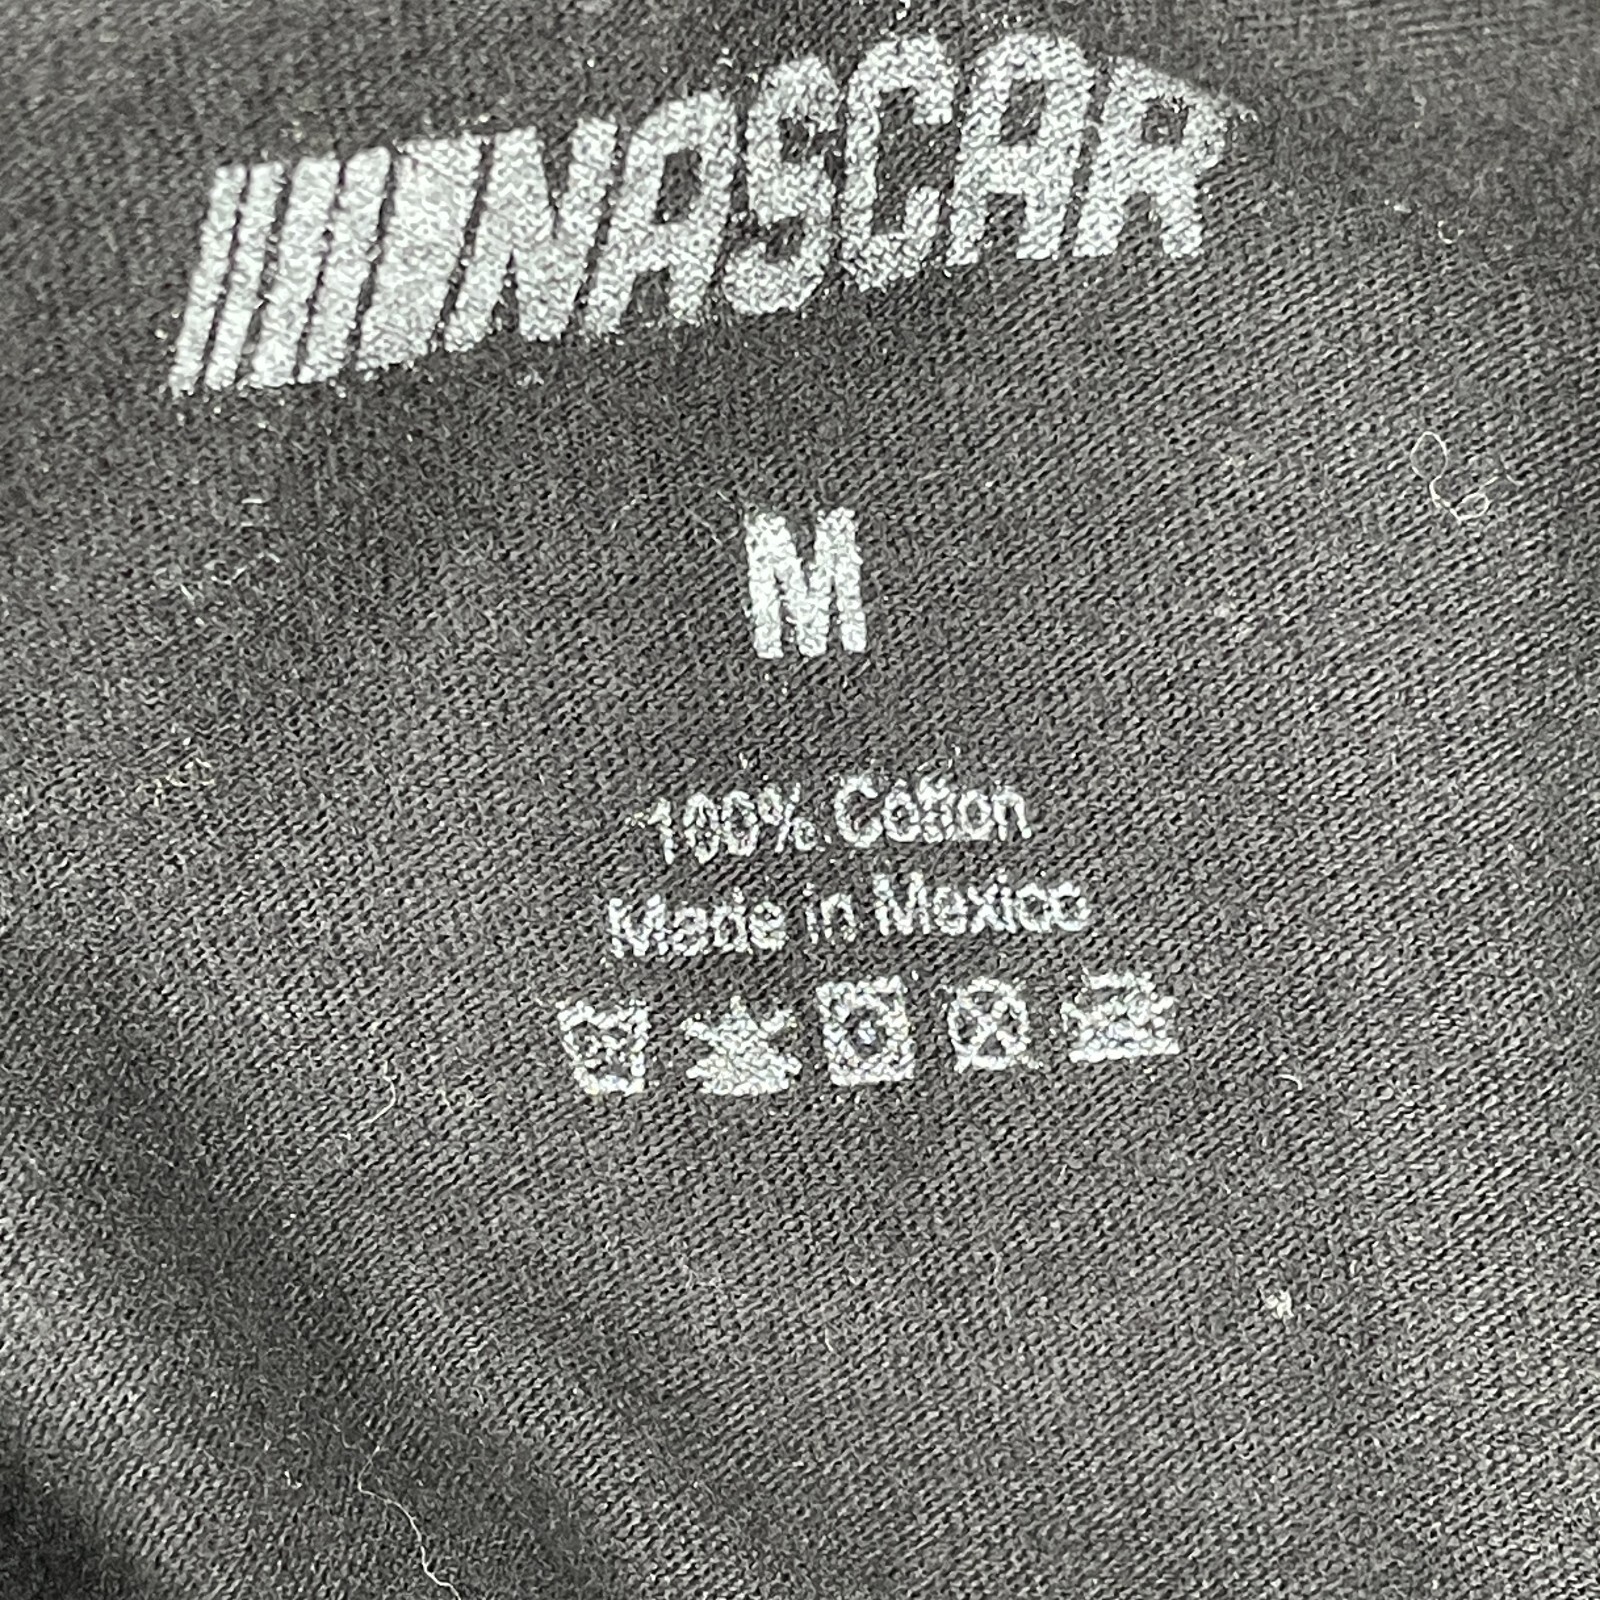 NASCAR
M
100% Cotton
Made in Mexico